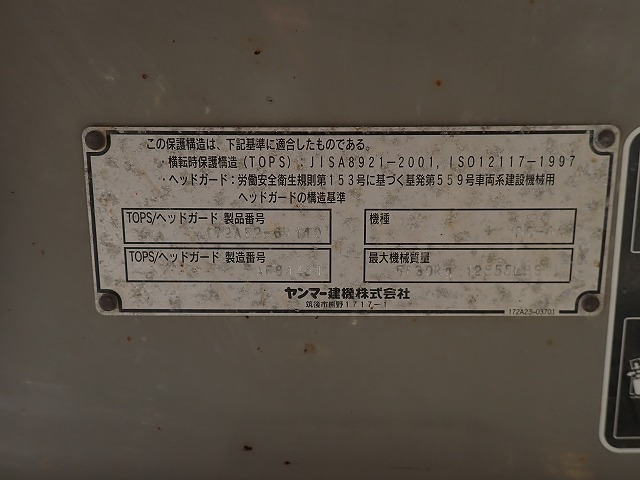 この保護構造は、下記基準に適合したものである。
・横転時保護構造(TOPS):JISA8921-2001, ISO12117-1997
・ヘッドガード:労働安全衛生規則第153号に基づく基発第559号車両系建設機械用
ヘッドガードの構造基準
TOPS/ヘッドガード 製品番号
機種
TOPS/ヘッドガード 製造番号
最大機械質量
ヤンマー建機株式会社
筑後市熊野1717-1
172A23-03701